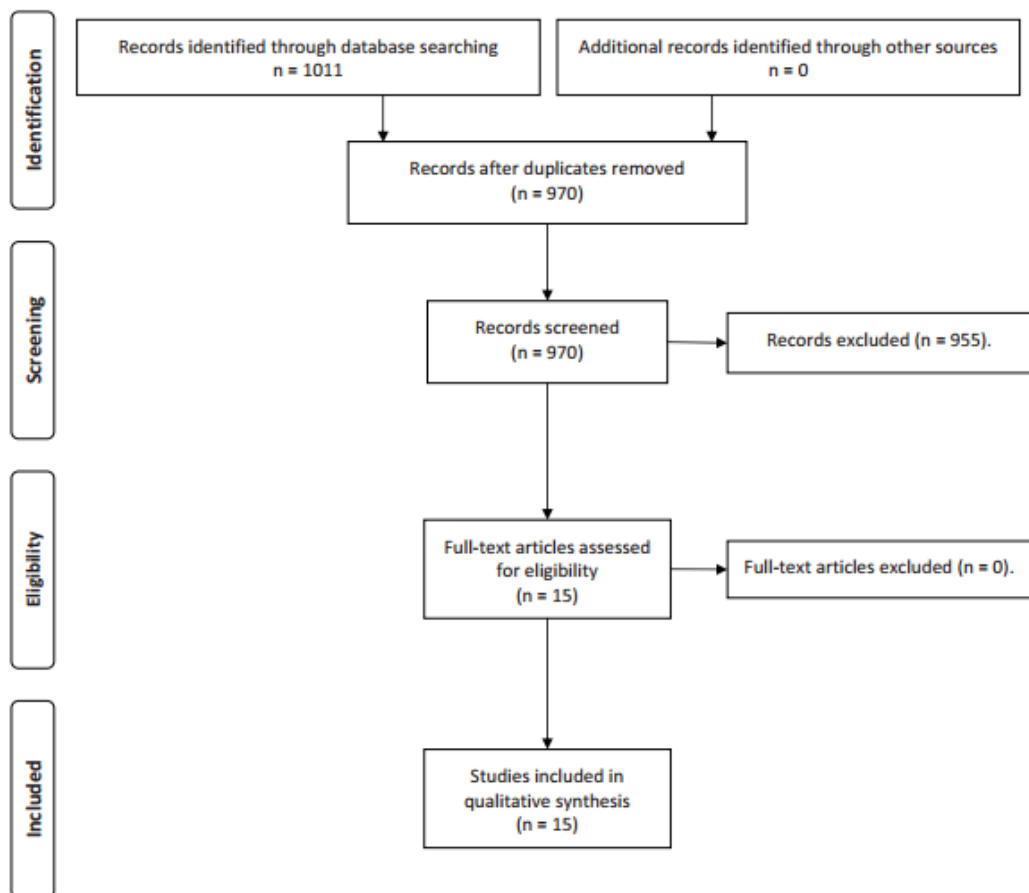 Identification
Records identified through database searching
n = 1011
Additional records identified through other sources
n = 0
Records after duplicates removed
(n = 970)
Screening
Records screened
(n = 970)
Records excluded (n = 955).
Eligibility
Full-text articles assessed
for eligibility
(n = 15)
Full-text articles excluded (n = 0).
Included
Studies included in
qualitative synthesis
(n = 15)